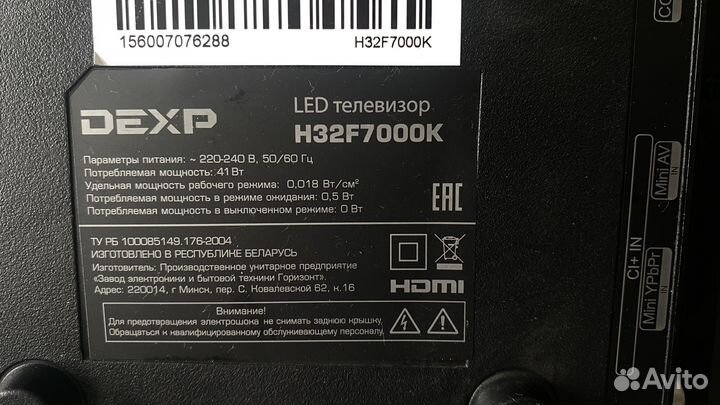 156007076288 H32F7000K
DEXP
LED телевизор
H32F7000K
Параметры питания: ~ 220-240 В, 50/60 Гц
Потребляемая мощность: 41 Вт
Удельная мощность рабочего режима: 0,018 Вт/см²
Потребляемая мощность в режиме ожидания: 0,5 Вт
Потребляемая мощность в выключенном режиме: 0 Вт
EAC
ТУ РБ 100085149.176-2004
ИЗГОТОВЛЕНО В РЕСПУБЛИКЕ БЕЛАРУСЬ
Изготовитель: Производственное унитарное предприятие
«Завод электроники и бытовой техники Горизонт».
Адрес: 220014, г Минск, пер. С. Ковалевской 62, к.16
HDMI
Внимание!
Для предотвращения электрошока не снимать заднюю крышку.
Обращаться к квалифицированному обслуживающему персоналу.
CO
Mini AV
IN
CI+ IN
Mini YPbPr
IN
Avito